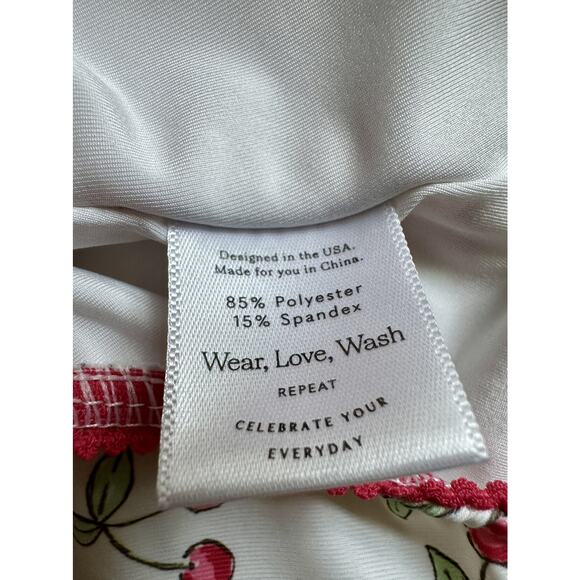 Designed in the USA.
Made for you in China.
85% Polyester
15% Spandex
Wear, Love, Wash
REPEAT
CELEBRATE YOUR
EVERYDAY